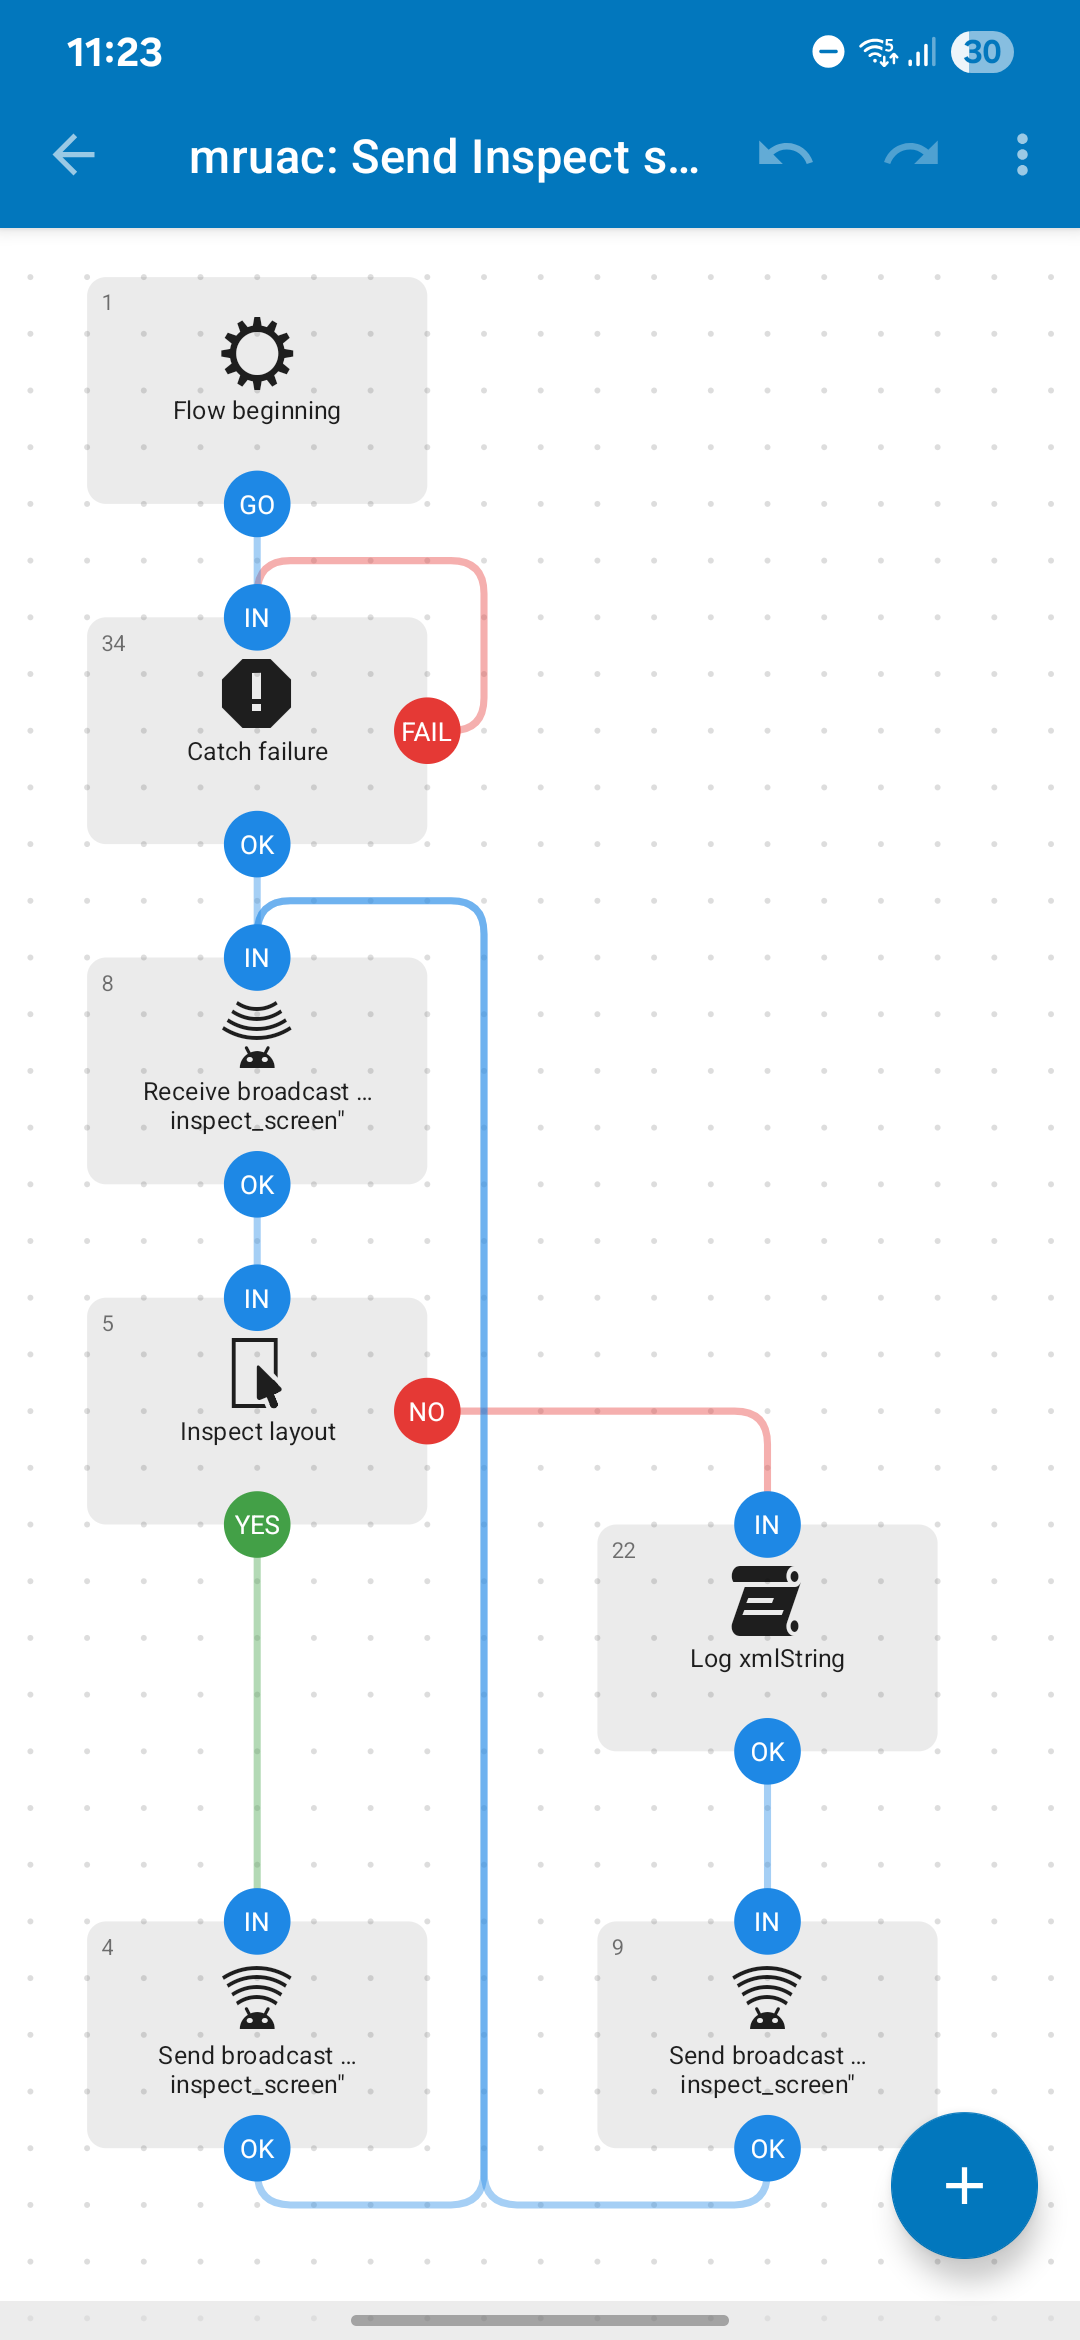 11:23
5
30
mruac: Send Inspect s...
1
Flow beginning
GO
IN
34
Catch failure
FAIL
OK
IN
8
Receive broadcast ...
inspect_screen"
OK
IN
5
Inspect layout
NO
YES
IN
22
Log xmlString
OK
IN
4
Send broadcast ...
inspect_screen"
OK
IN
9
Send broadcast ...
inspect_screen"
OK